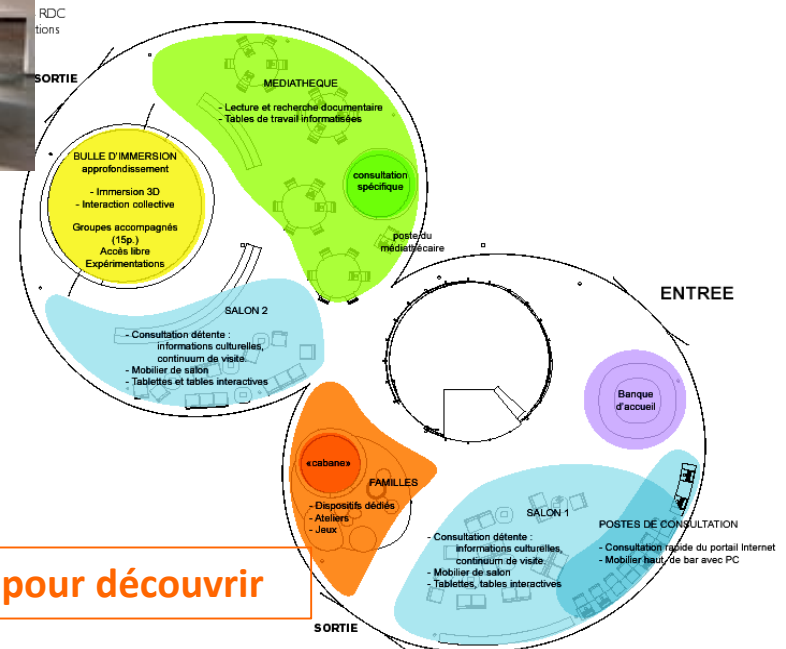 RDC
tions
SORTIE
MEDIATHEQUE
- Lecture et recherche documentaire
- Tables de travail informatisées
BULLE D'IMMERSION
approfondissement
- Immersion 3D
- Interaction collective
Groupes accompagnés
(15p.)
Accès libre
Expérimentations
consultation
spécifique
poste du
médiathécaire
ENTREE
SALON 2
- Consultation détente :
informations culturelles,
continuum de visite
- Mobilier de salon
- Tablettes et tables interactives
Banque
d'accueil
«cabane»
FAMILLES
- Dispositifs dédiés
- Ateliers
- Jeux
SALON 1
- Consultation détente :
informations culturelles,
continuum de visite
- Mobilier de salon
- Tablettes, tables interactives
POSTES DE CONSULTATION
- Consultation rapide du portail Internet
- Mobilier haut, de bar avec PC
pour découvrir
SORTIE